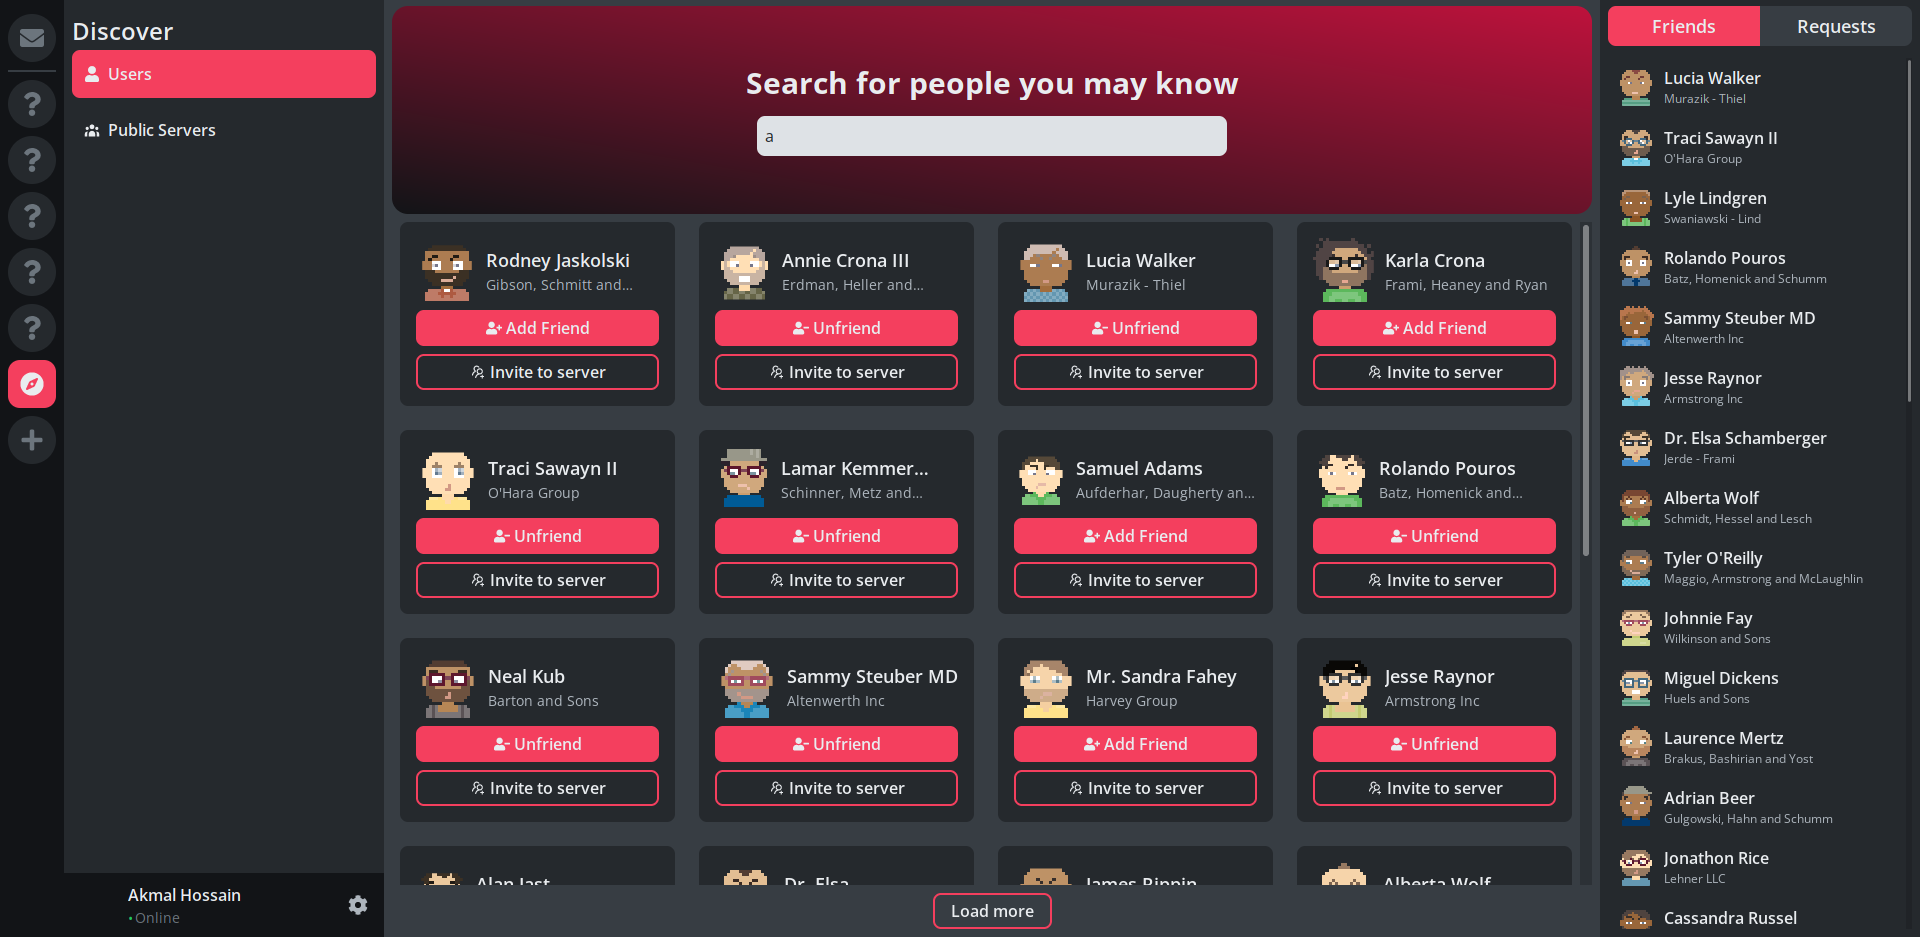 Discover
Users
Public Servers
?
?
?
?
?
Akmal Hossain
Online
Search for people you may know
a
Rodney Jaskolski
Gibson, Schmitt and...
Add Friend
Invite to server
Annie Crona III
Erdman, Heller and...
Unfriend
Invite to server
Lucia Walker
Murazik - Thiel
Unfriend
Invite to server
Karla Crona
Frami, Heaney and Ryan
Add Friend
Invite to server
Traci Sawayn II
O'Hara Group
Unfriend
Invite to server
Lamar Kemmer...
Schinner, Metz and...
Unfriend
Invite to server
Samuel Adams
Aufderhar, Daugherty an...
Add Friend
Invite to server
Rolando Pouros
Batz, Homenick and...
Unfriend
Invite to server
Neal Kub
Barton and Sons
Unfriend
Invite to server
Sammy Steuber MD
Altenwerth Inc
Unfriend
Invite to server
Mr. Sandra Fahey
Harvey Group
Add Friend
Invite to server
Jesse Raynor
Armstrong Inc
Unfriend
Invite to server
Alan Jast
Dr. Elsa
James Rippin
Alberta Wolf
Load more
Friends
Requests
Lucia Walker
Murazik - Thiel
Traci Sawayn II
O'Hara Group
Lyle Lindgren
Swaniawski - Lind
Rolando Pouros
Batz, Homenick and Schumm
Sammy Steuber MD
Altenwerth Inc
Jesse Raynor
Armstrong Inc
Dr. Elsa Schamberger
Jerde - Frami
Alberta Wolf
Schmidt, Hessel and Lesch
Tyler O'Reilly
Maggio, Armstrong and McLaughlin
Johnnie Fay
Wilkinson and Sons
Miguel Dickens
Huels and Sons
Laurence Mertz
Brakus, Bashirian and Yost
Adrian Beer
Gulgowski, Hahn and Schumm
Jonathon Rice
Lehner LLC
Cassandra Russel